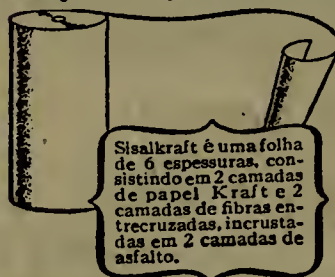 Sisalkraft é uma folha
de 6 espessuras, con-
sistindo em 2 camadas
de papel Kraft e 2
camadas de fibras en-
trecruzadas, incrusta-
das em 2 camadas de
asfalto.